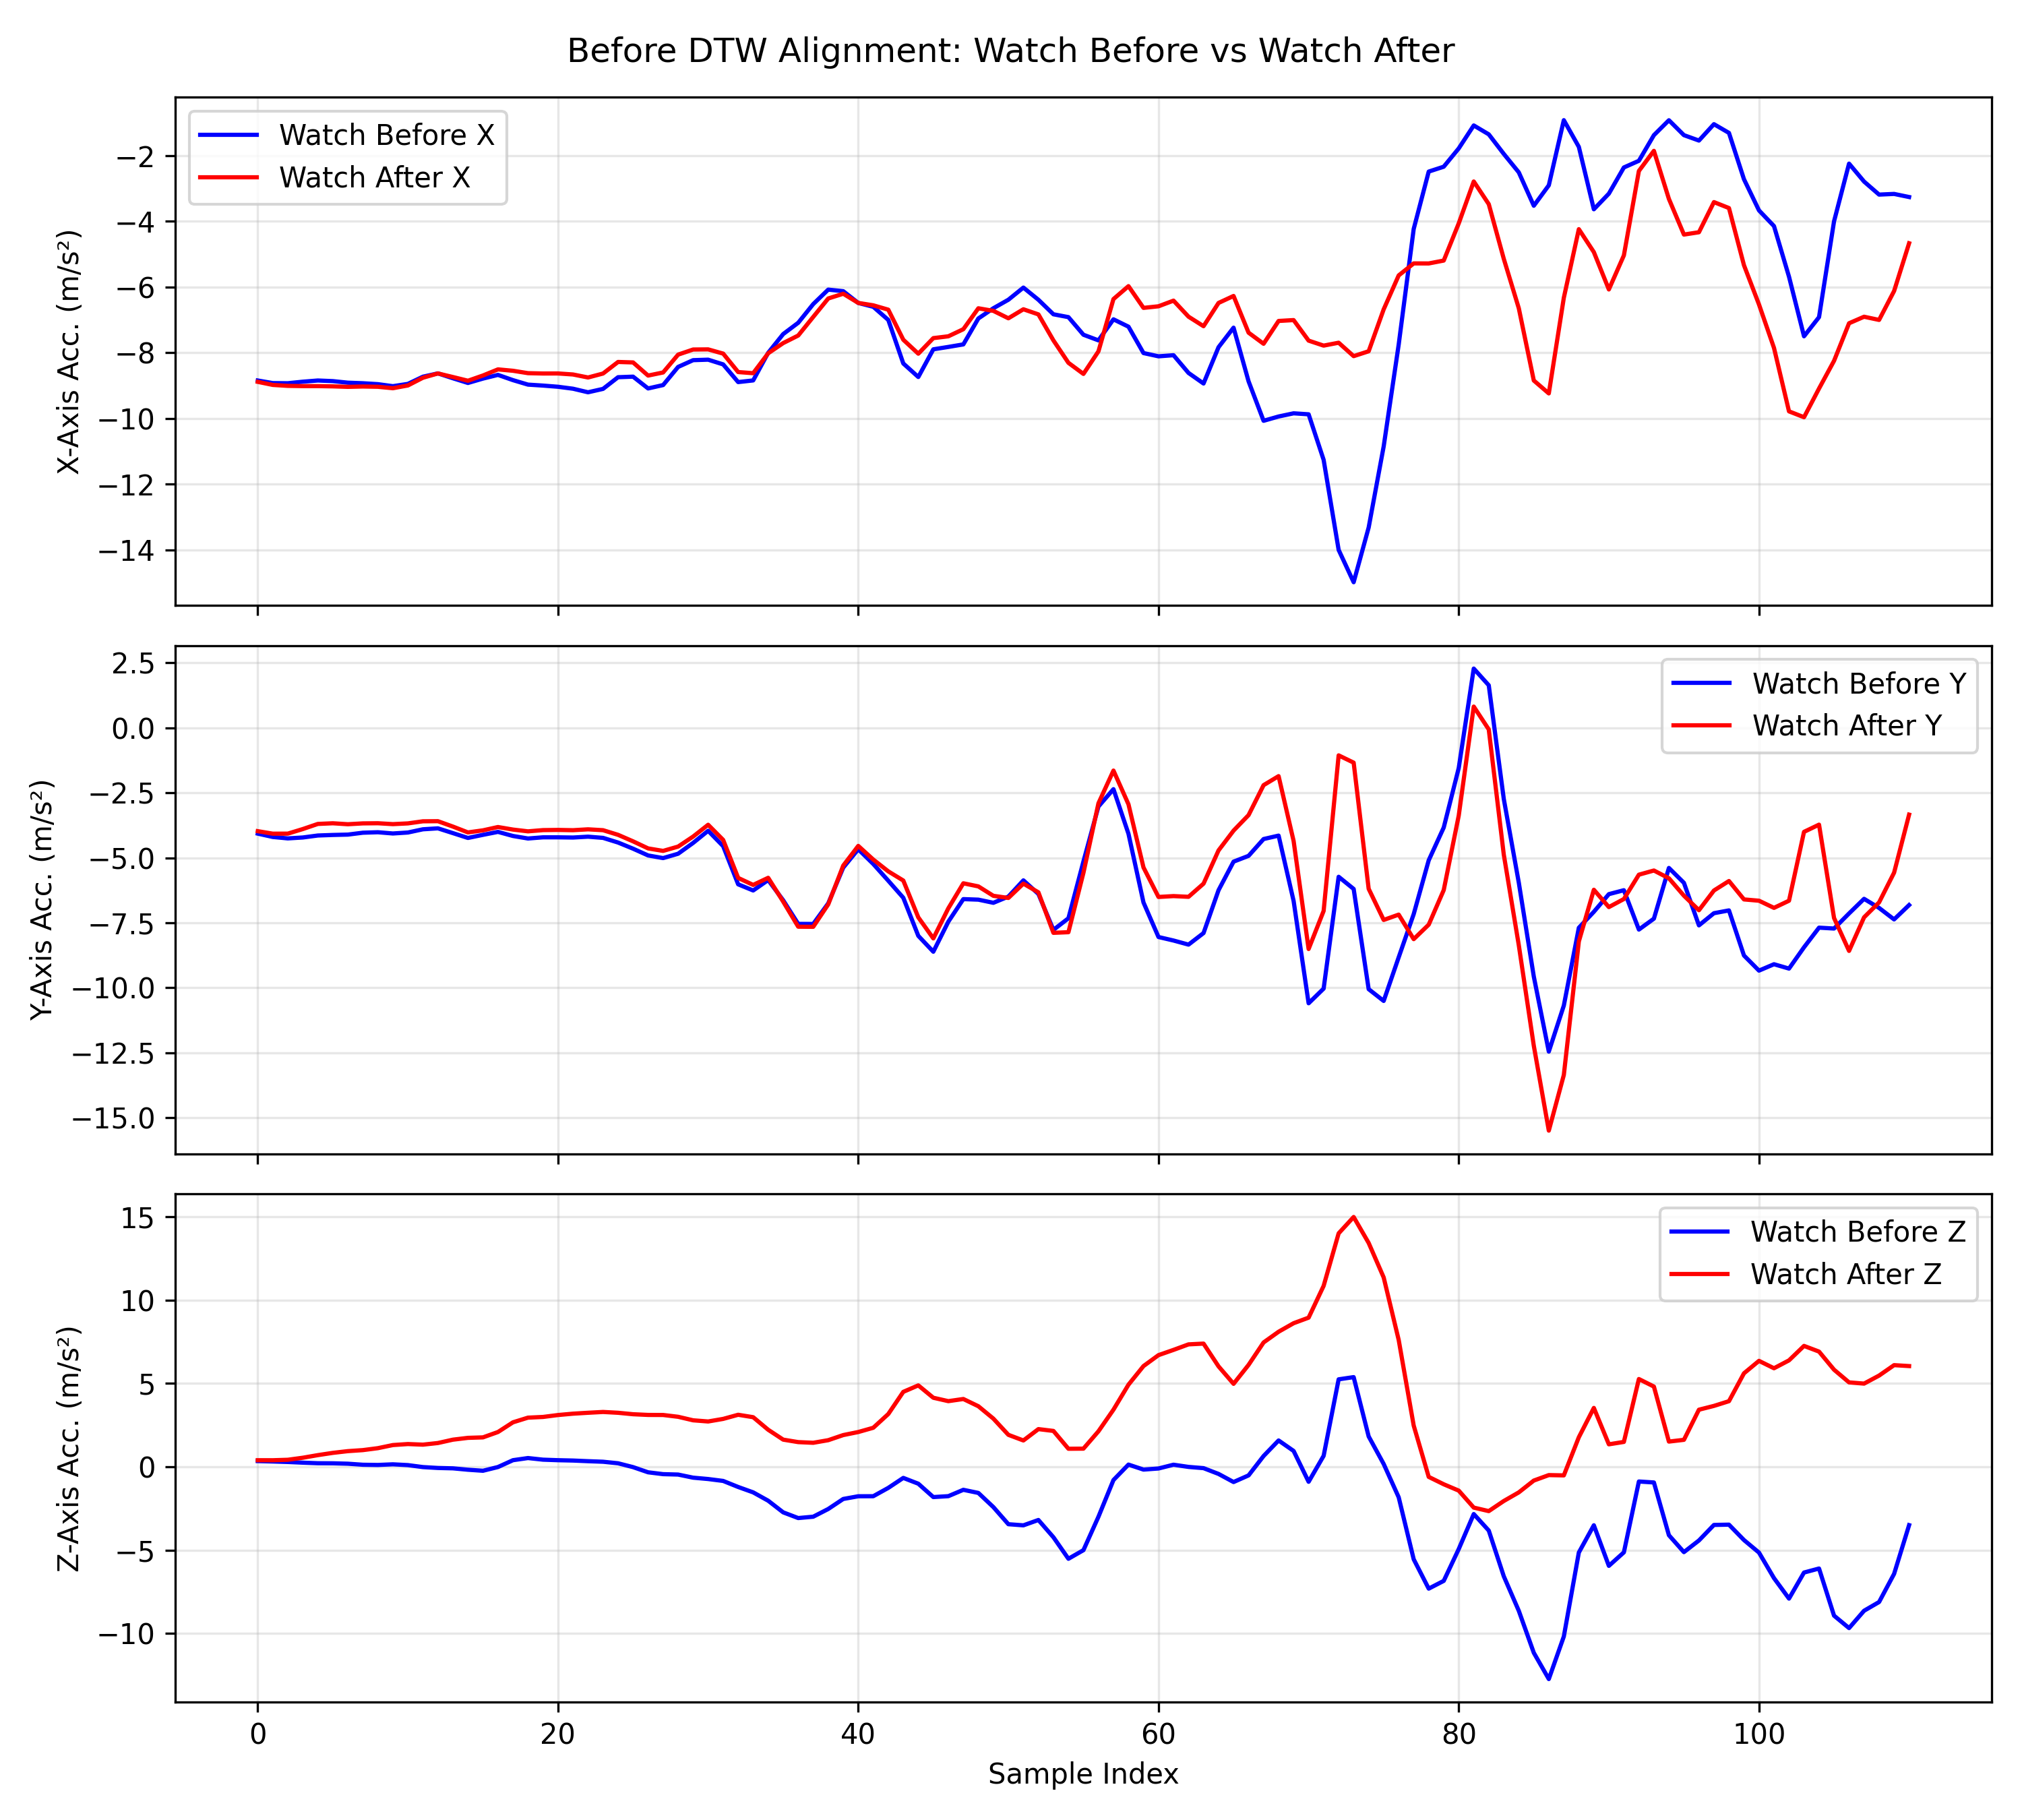 Before DTW Alignment: Watch Before vs Watch After
Watch Before X
Watch After X
X-Axis Acc. (m/s²)
−2
−4
−6
−8
−10
−12
−14
Watch Before Y
Watch After Y
Y-Axis Acc. (m/s²)
2.5
0.0
−2.5
−5.0
−7.5
−10.0
−12.5
−15.0
Watch Before Z
Watch After Z
Z-Axis Acc. (m/s²)
15
10
5
0
−5
−10
0 20 40 60 80 100
Sample Index